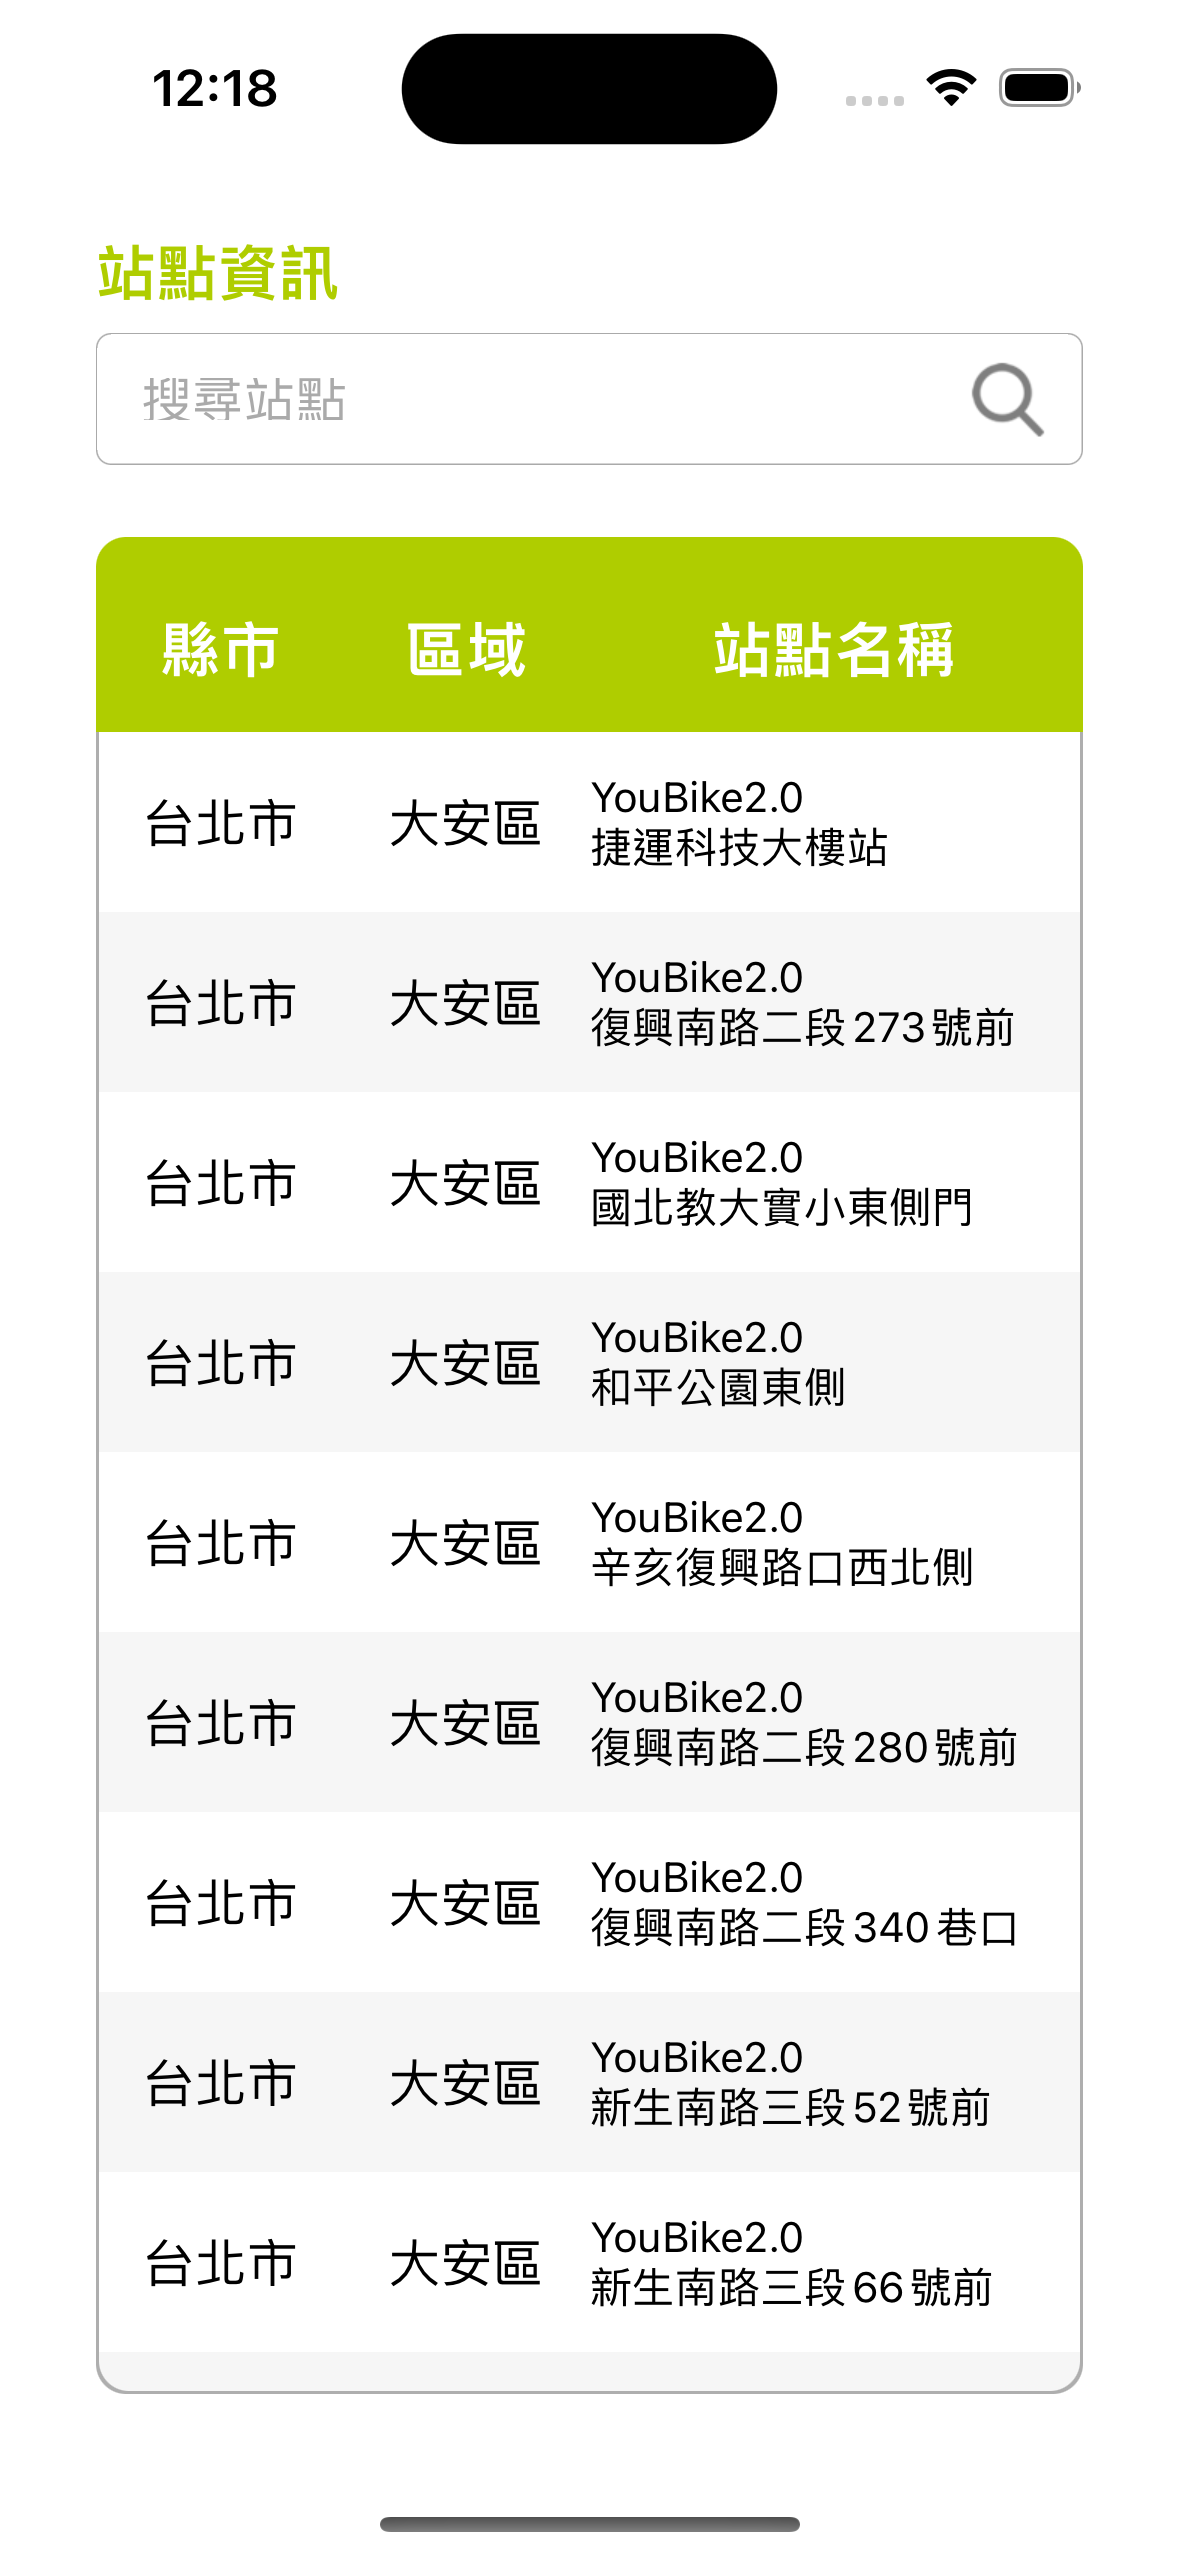 12:18
站點資訊
搜尋站點
縣市 區域 站點名稱
台北市 大安區 YouBike2.0
捷運科技大樓站
台北市 大安區 YouBike2.0
復興南路二段273號前
台北市 大安區 YouBike2.0
國北教大實小東側門
台北市 大安區 YouBike2.0
和平公園東側
台北市 大安區 YouBike2.0
辛亥復興路口西北側
台北市 大安區 YouBike2.0
復興南路二段280號前
台北市 大安區 YouBike2.0
復興南路二段340巷口
台北市 大安區 YouBike2.0
新生南路三段52號前
台北市 大安區 YouBike2.0
新生南路三段66號前